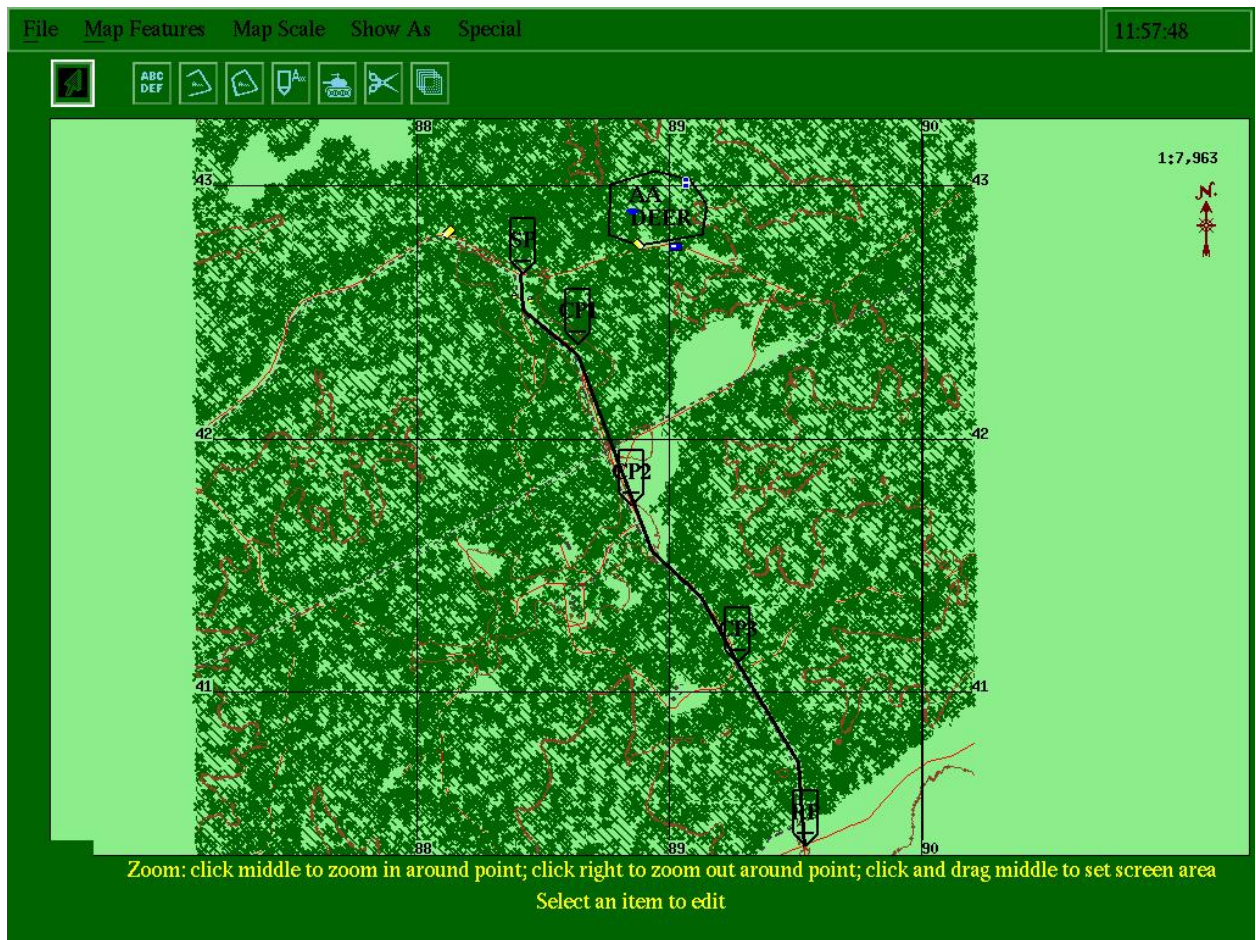 File Map Features Map Scale Show As Special 11:57:48
ABC
DEF
88 89 90
1:7,963
43 43
N
AA
DEER
SP
CP1
42 42
CP2
CP3
41 41
RP
88 89 90
Zoom: click middle to zoom in around point; click right to zoom out around point; click and drag middle to set screen area
Select an item to edit